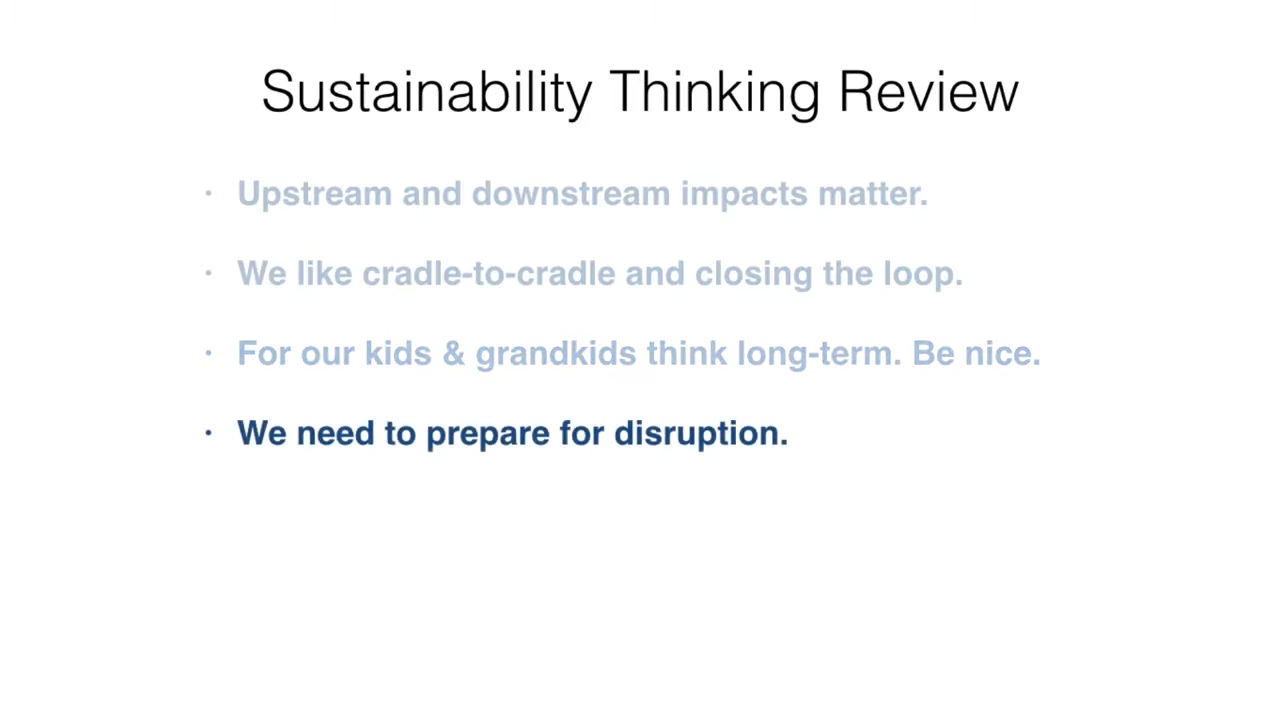 Sustainability Thinking Review
· Upstream and downstream impacts matter.
· We like cradle-to-cradle and closing the loop.
· For our kids & grandkids think long-term. Be nice.
· We need to prepare for disruption.